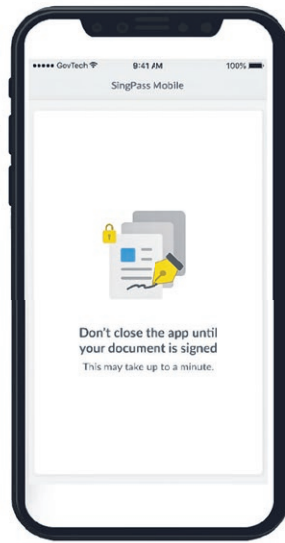 GovTech 9:41 AM 100%
SingPass Mobile
Don't close the app until
your document is signed
This may take up to a minute.